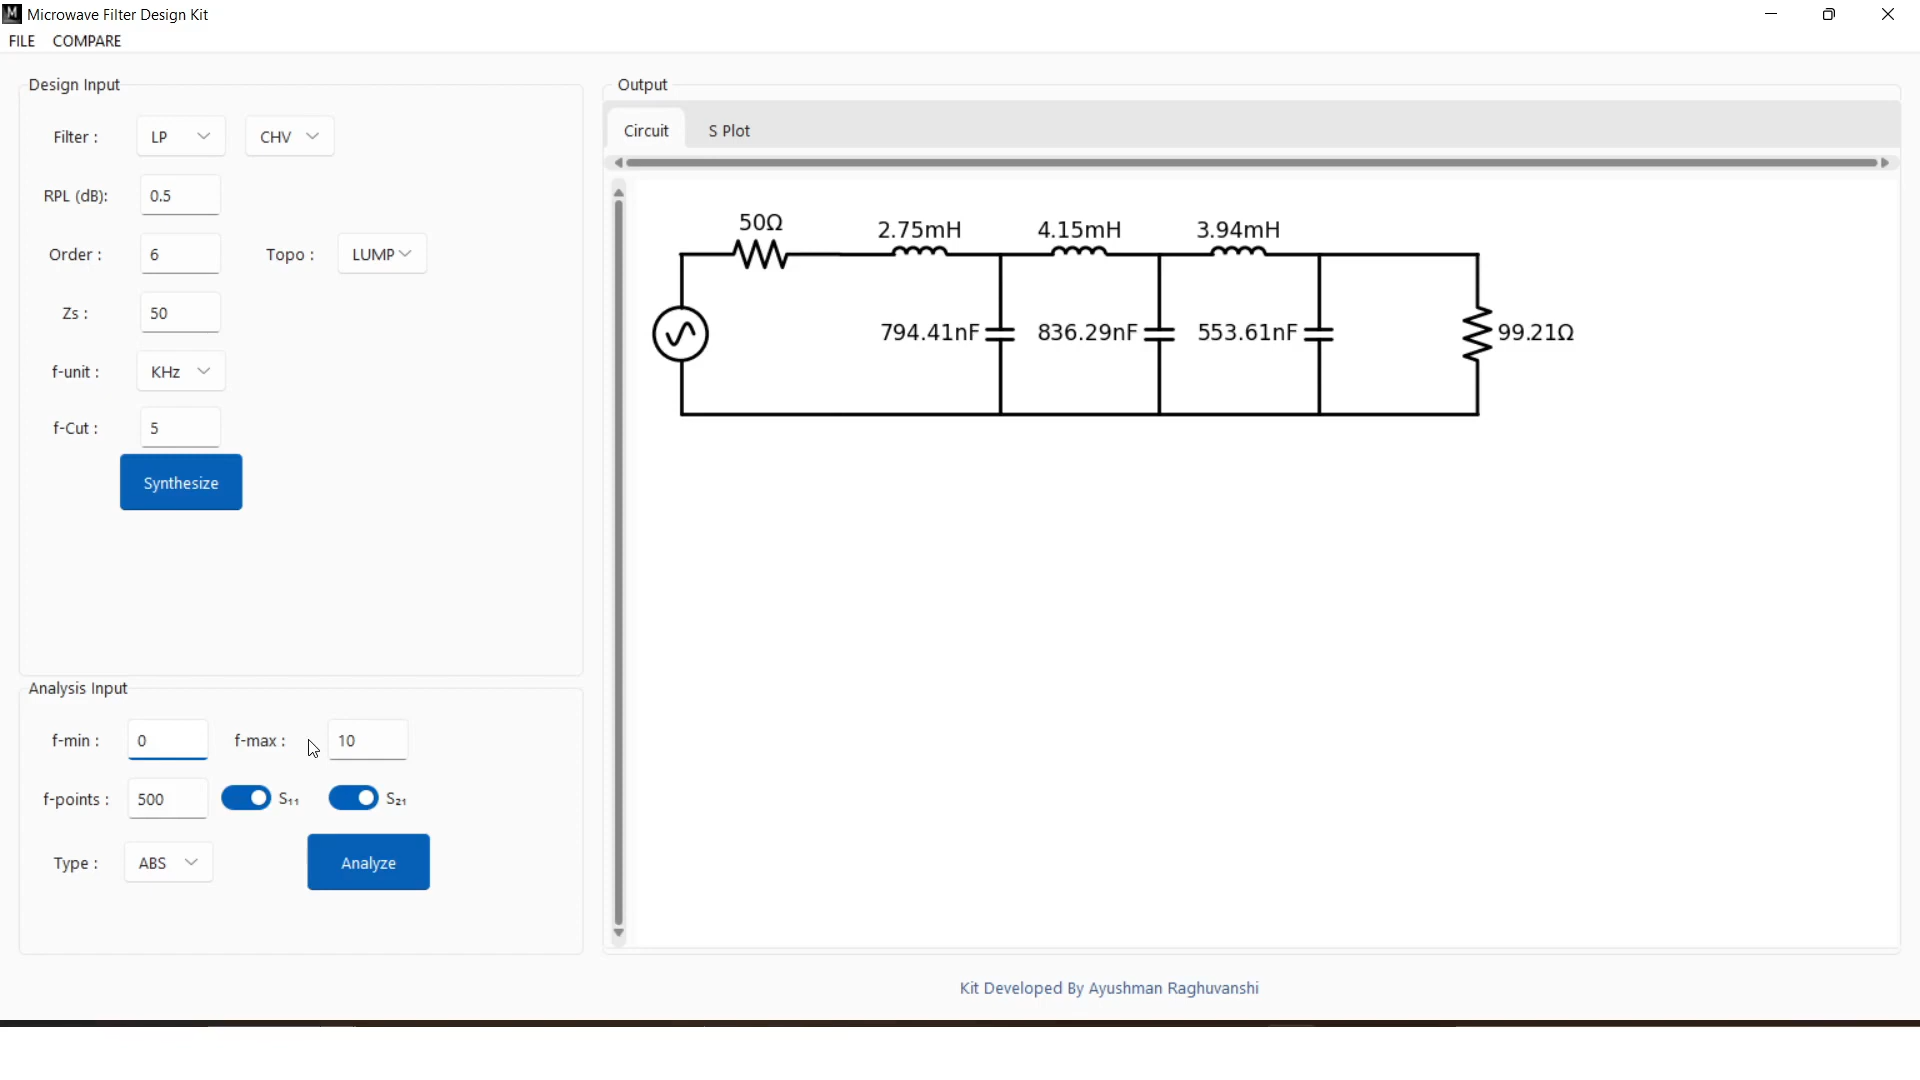 Microwave Filter Design Kit
FILE COMPARE
Design Input
Filter : LP CHV
RPL (dB): 0.5
Order : 6 Topo : LUMP
Zs : 50
f-unit : KHz
f-Cut : 5
Synthesize
Analysis Input
f-min : 0 f-max : 10
f-points : 500 S₁₁ S₂₁
Type : ABS Analyze
Output
Circuit S Plot
50Ω 2.75mH 4.15mH 3.94mH
794.41nF 836.29nF 553.61nF 99.21Ω
Kit Developed By Ayushman Raghuvanshi